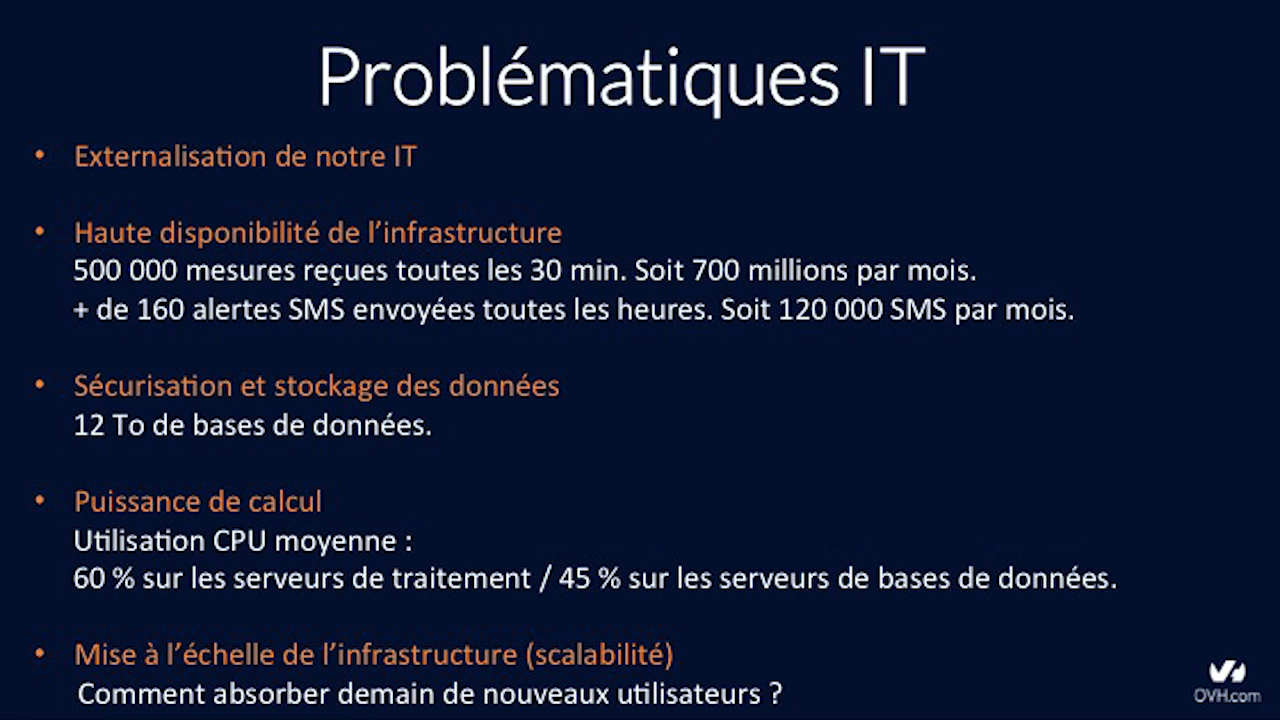 Problématiques IT
• Externalisation de notre IT
• Haute disponibilité de l’infrastructure
500 000 mesures reçues toutes les 30 min. Soit 700 millions par mois.
+ de 160 alertes SMS envoyées toutes les heures. Soit 120 000 SMS par mois.
• Sécurisation et stockage des données
12 To de bases de données.
• Puissance de calcul
Utilisation CPU moyenne :
60 % sur les serveurs de traitement / 45 % sur les serveurs de bases de données.
• Mise à l’échelle de l’infrastructure (scalabilité)
Comment absorber demain de nouveaux utilisateurs ?
OVH.com